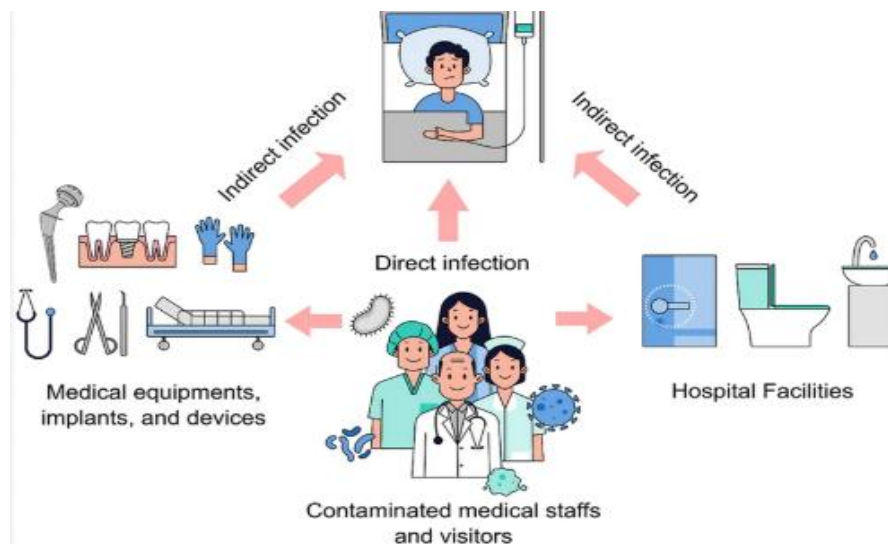 Indirect infection
Indirect infection
Direct infection
Medical equipments,
implants, and devices
Hospital Facilities
Contaminated medical staffs
and visitors